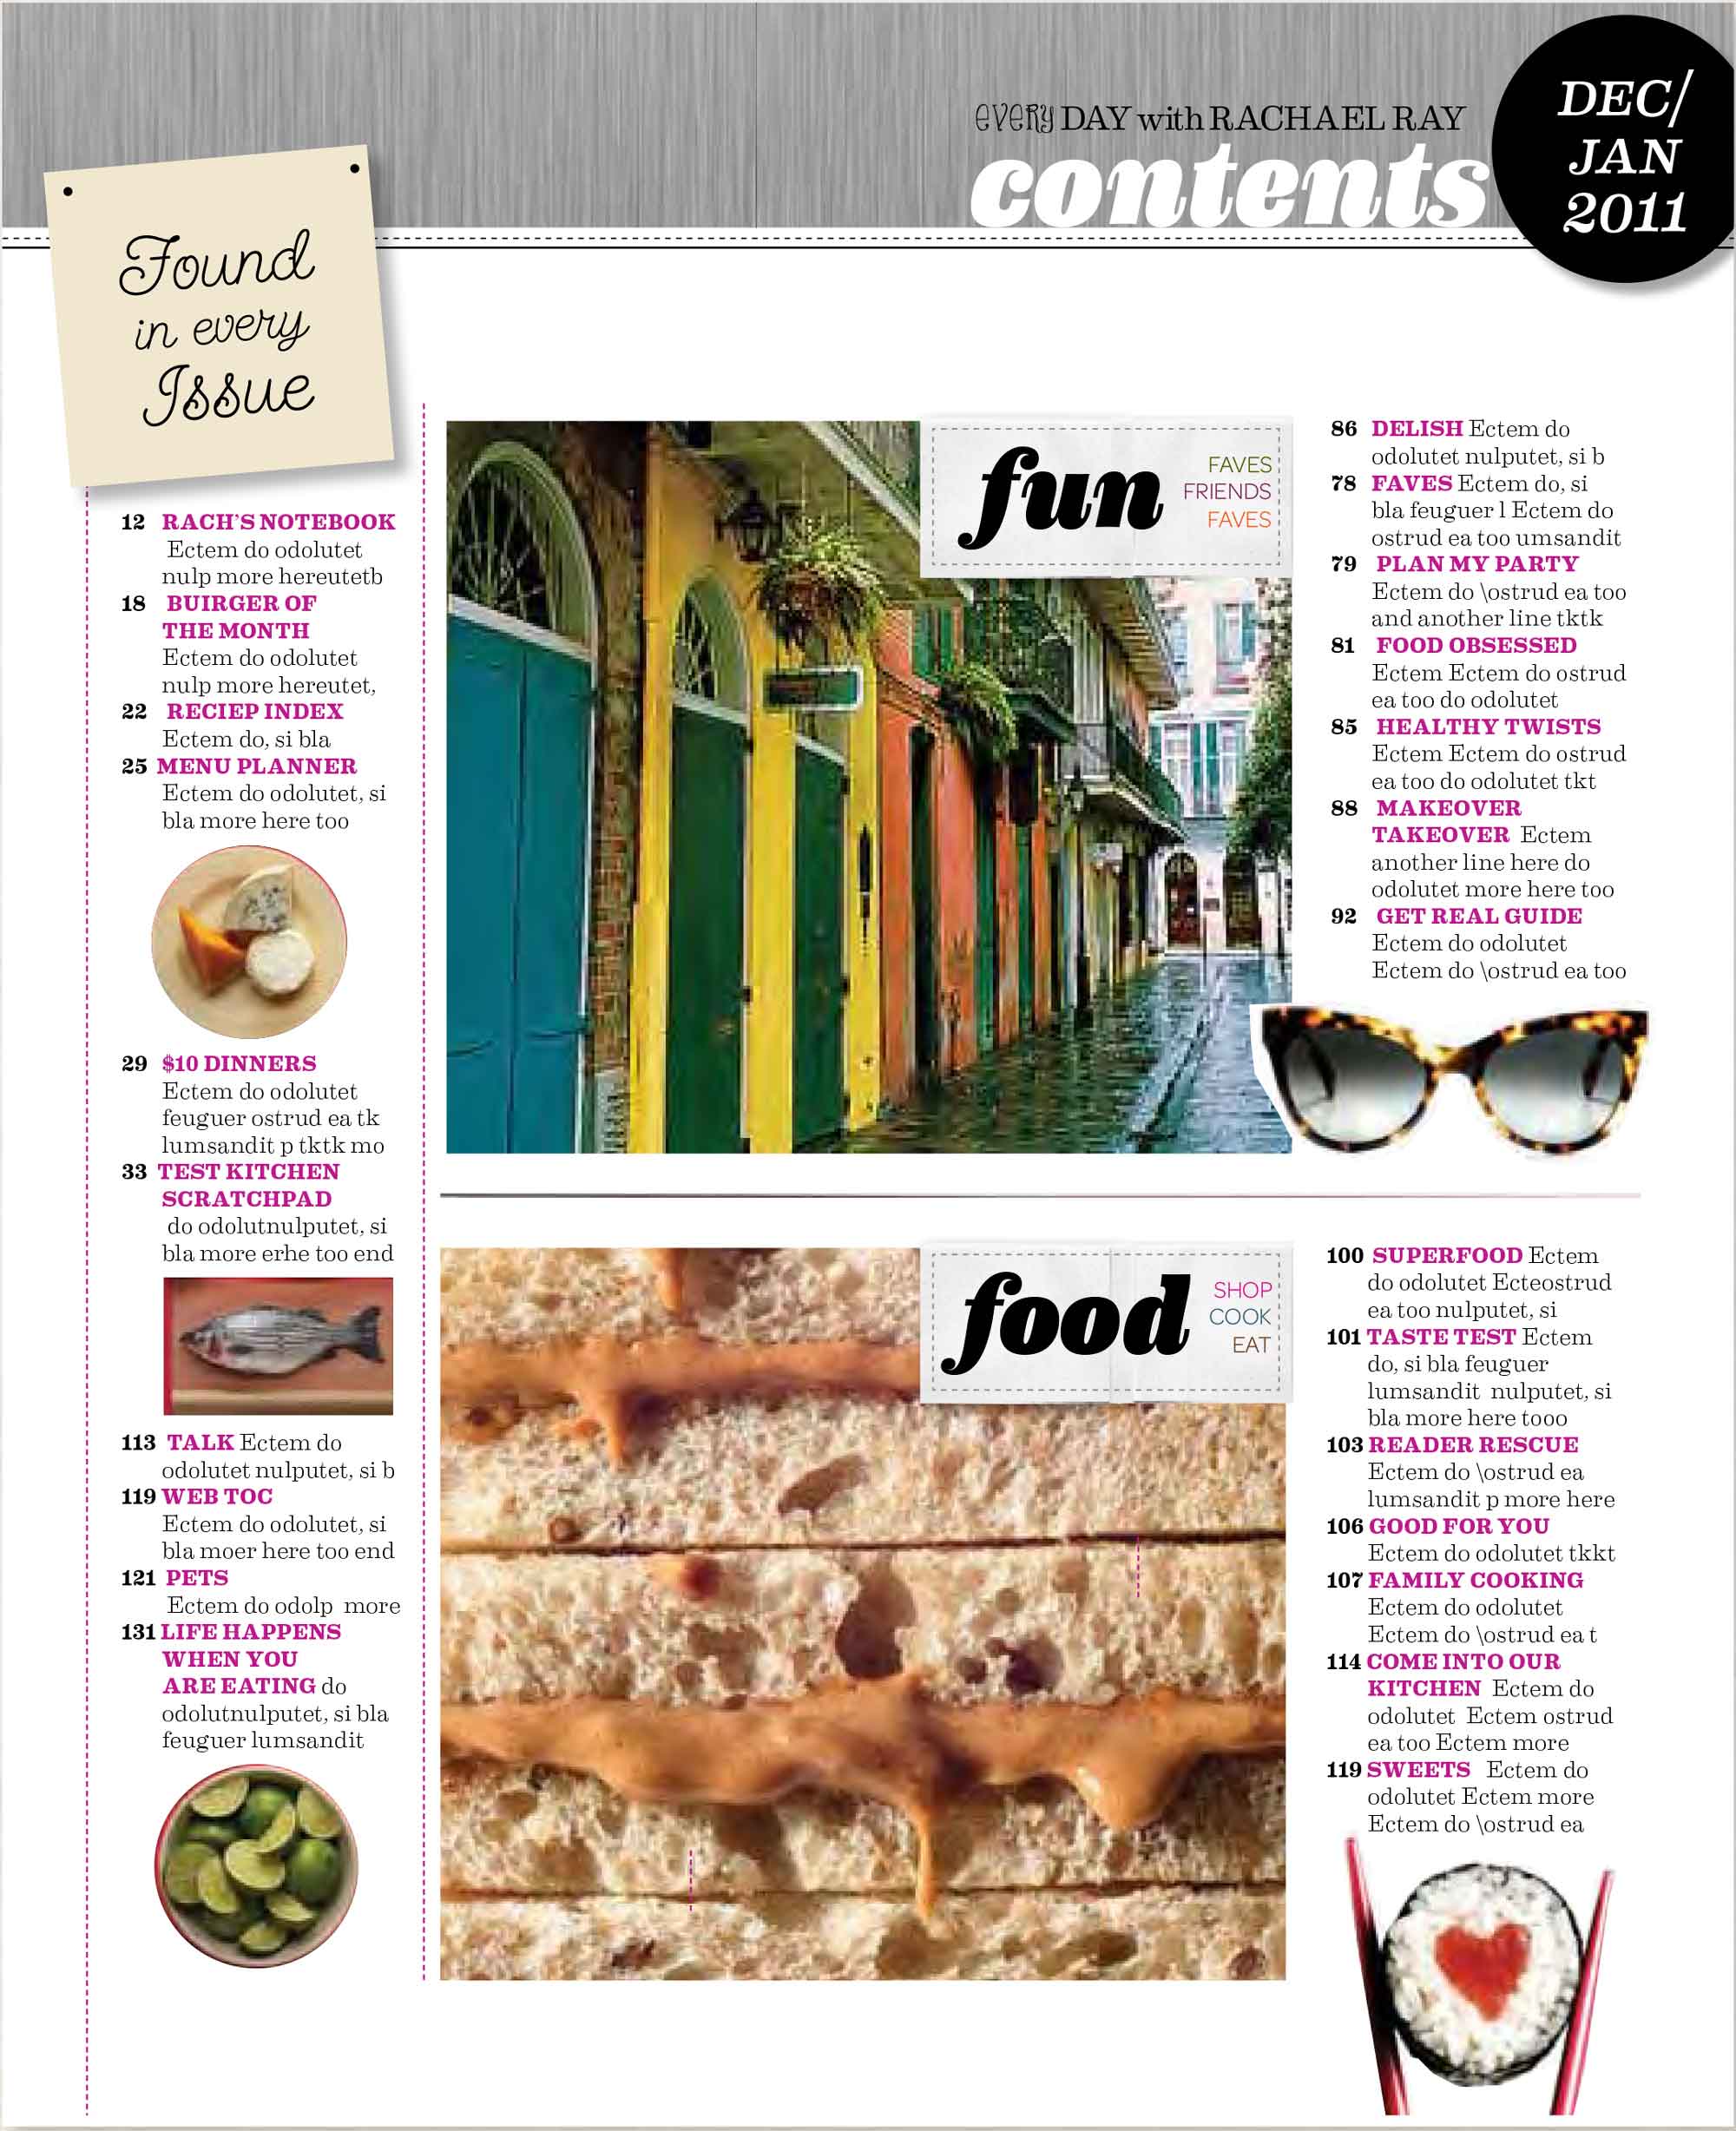 every DAY with RACHAEL RAY
contents
DEC/
JAN
2011
Found
in every
Issue
12 RACH'S NOTEBOOK
Ectem do odolutet
nulp more hereutetb
18 BUIRGER OF
THE MONTH
Ectem do odolutet
nulp more hereutet,
22 RECIEP INDEX
Ectem do, si bla
25 MENU PLANNER
Ectem do odolutet, si
bla more here too
29 $10 DINNERS
Ectem do odolutet
feuguer ostrud ea tk
lumsandit p tktk mo
33 TEST KITCHEN
SCRATCHPAD
do odolutnulputet, si
bla more erhe too end
113 TALK Ectem do
odolutet nulputet, si b
119 WEB TOC
Ectem do odolutet, si
bla moer here too end
121 PETS
Ectem do odolp more
131 LIFE HAPPENS
WHEN YOU
ARE EATING do
odolutnulputet, si bla
feuguer lumsandit
fun
FAVES
FRIENDS
FAVES
86 DELISH Ectem do
odolutet nulputet, si b
78 FAVES Ectem do, si
bla feuguer l Ectem do
ostrud ea too umsandit
79 PLAN MY PARTY
Ectem do \ostrud ea too
and another line tktk
81 FOOD OBSESSED
Ectem Ectem do ostrud
ea too do odolutet
85 HEALTHY TWISTS
Ectem Ectem do ostrud
ea too do odolutet tkt
88 MAKEOVER
TAKEOVER Ectem
another line here do
odolutet more here too
92 GET REAL GUIDE
Ectem do odolutet
Ectem do \ostrud ea too
food
SHOP
COOK
EAT
100 SUPERFOOD Ectem
do odolutet Ecteostrud
ea too nulputet, si
101 TASTE TEST Ectem
do, si bla feuguer
lumsandit nulputet, si
bla more here tooo
103 READER RESCUE
Ectem do \ostrud ea
lumsandit p more here
106 GOOD FOR YOU
Ectem do odolutet tkkt
107 FAMILY COOKING
Ectem do odolutet
Ectem do \ostrud ea t
114 COME INTO OUR
KITCHEN Ectem do
odolutet Ectem ostrud
ea too Ectem more
119 SWEETS Ectem do
odolutet Ectem more
Ectem do \ostrud ea